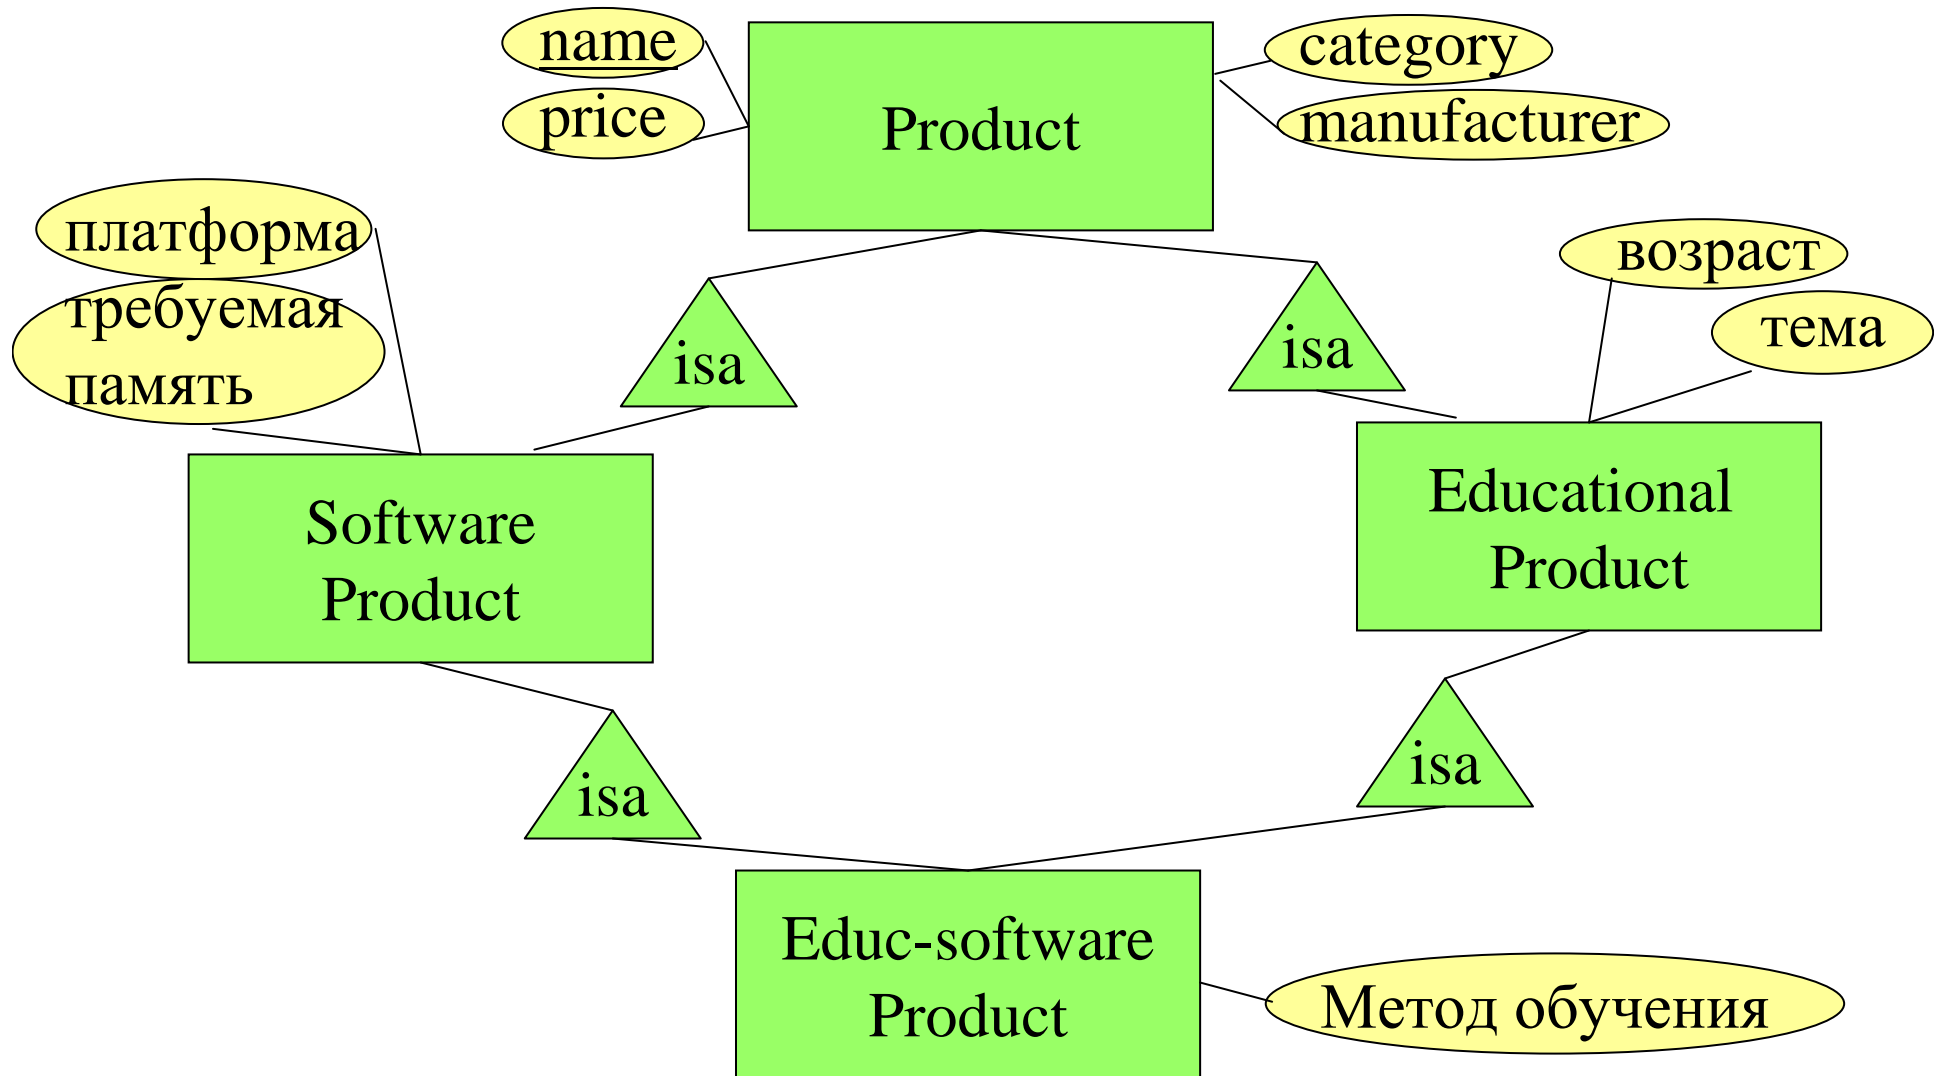 name
category
price
Product
manufacturer
платформа
возраст
требуемая
память
тема
isa
isa
Software
Product
Educational
Product
isa
isa
Educ-software
Product
Метод обучения